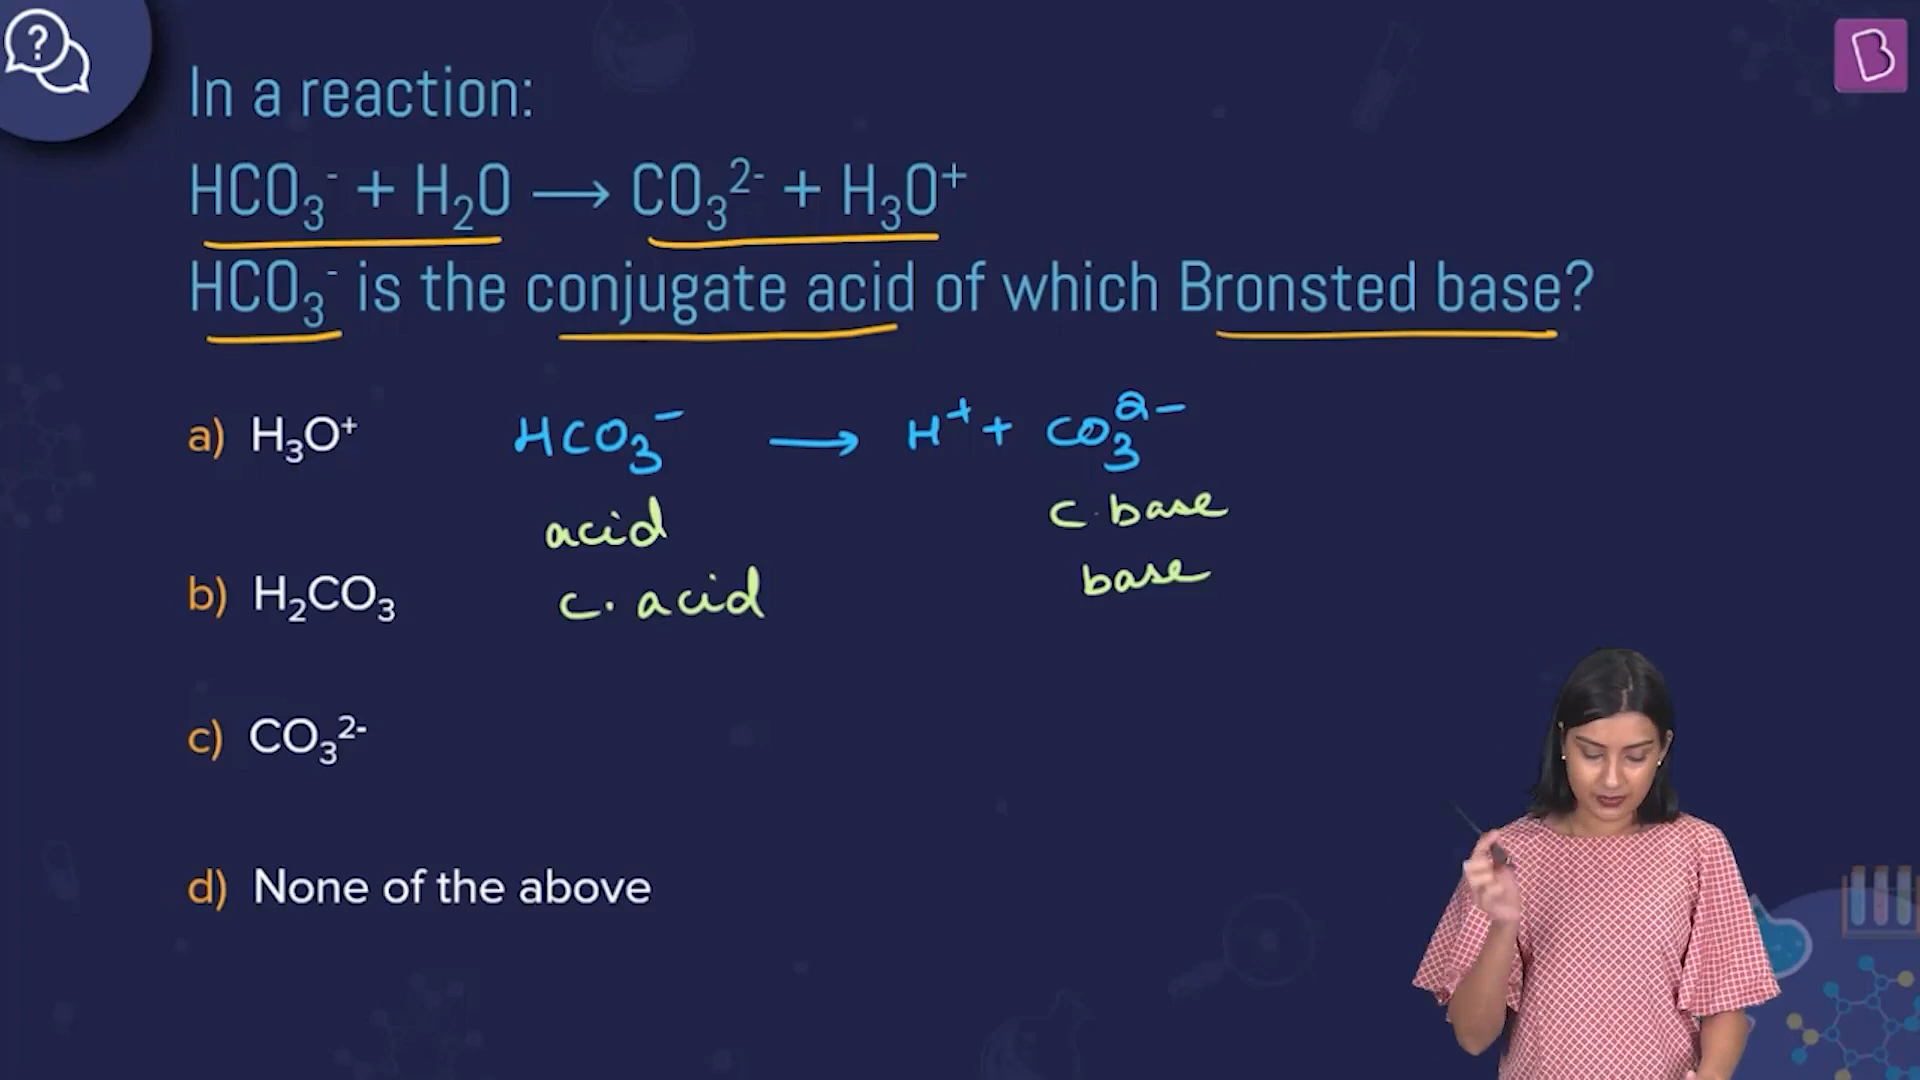 ?
B
In a reaction:
HCO₃⁻ + H₂O ⟶ CO₃²⁻ + H₃O⁺
HCO₃⁻ is the conjugate acid of which Bronsted base?
a) H₃O⁺
HCO₃⁻ ⟶ H⁺ + CO₃²⁻
acid c. base
b) H₂CO₃
c. acid base
c) CO₃²⁻
d) None of the above